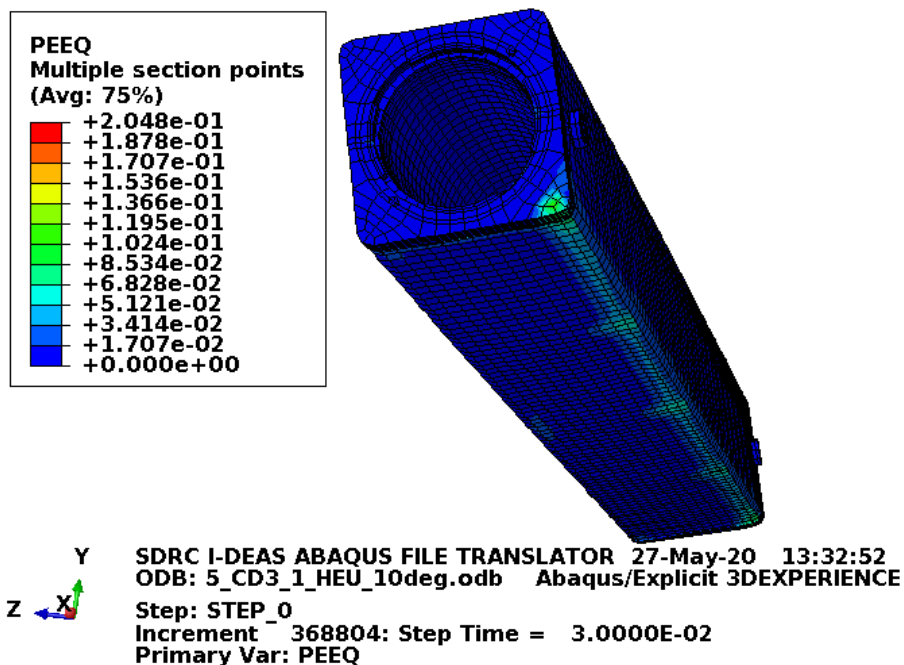 PEEQ
Multiple section points
(Avg: 75%)
+2.048e-01
+1.878e-01
+1.707e-01
+1.536e-01
+1.366e-01
+1.195e-01
+1.024e-01
+8.534e-02
+6.828e-02
+5.121e-02
+3.414e-02
+1.707e-02
+0.000e+00
Y
Z
X
SDRC I-DEAS ABAQUS FILE TRANSLATOR 27-May-20 13:32:52
ODB: 5_CD3_1_HEU_10deg.odb Abaqus/Explicit 3DEXPERIENCE
Step: STEP_0
Increment 368804: Step Time = 3.0000E-02
Primary Var: PEEQ